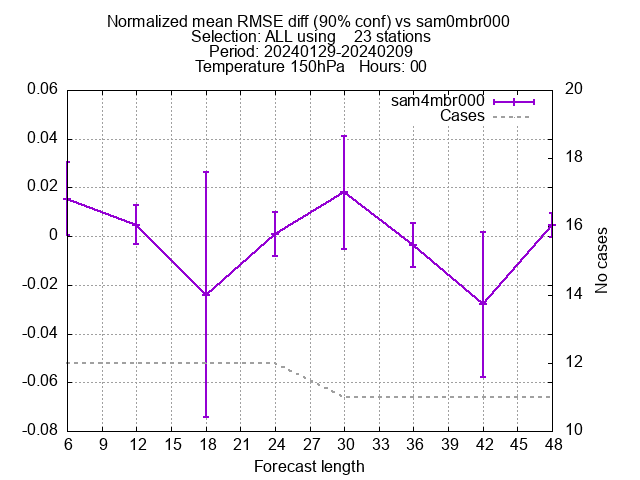 Normalized mean RMSE diff (90% conf) vs sam0mbr000
Selection: ALL using    23 stations
Period: 20240129-20240209
Temperature 150hPa   Hours: 00
sam4mbr000
Cases
0.06
0.04
0.02
0
-0.02
-0.04
-0.06
-0.08
20
18
16
14
12
10
No cases
6 9 12 15 18 21 24 27 30 33 36 39 42 45 48
Forecast length